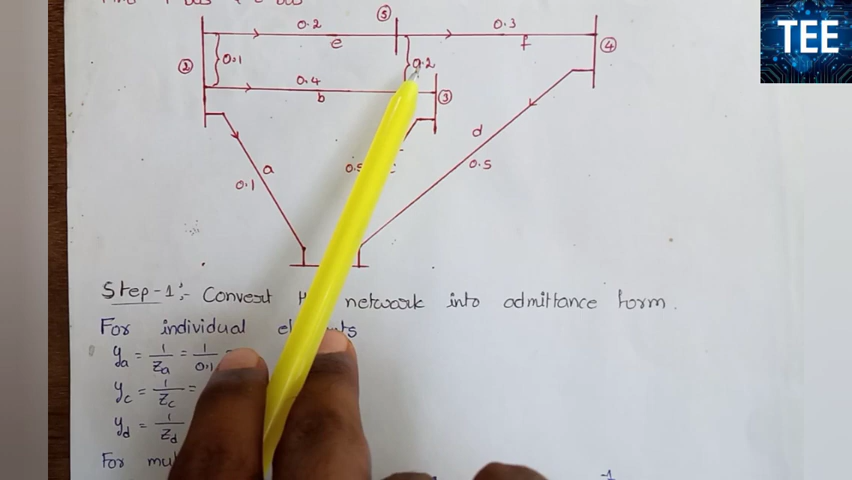 ⑤
0.2
0.3
e
f
④
②
0.1
0.2
0.4
b
③
d
0.5
a
0.1
Step-1:- Convert network into admittance form.
For individual
ya = 1/Za = 1/0.1
yc = 1/Zc =
yd = 1/Zd
For
-1
TEE